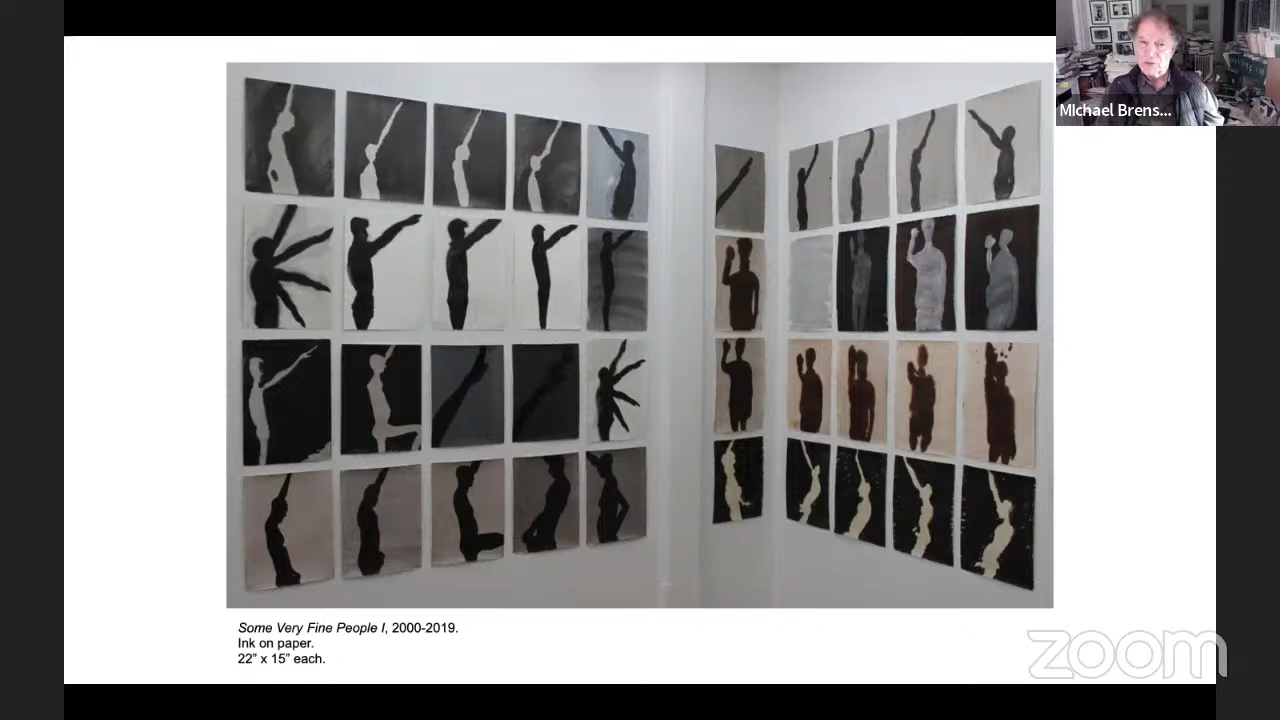 MIchael Brens...
Some Very Fine People I, 2000-2019.
Ink on paper.
22” x 15” each.
zoom